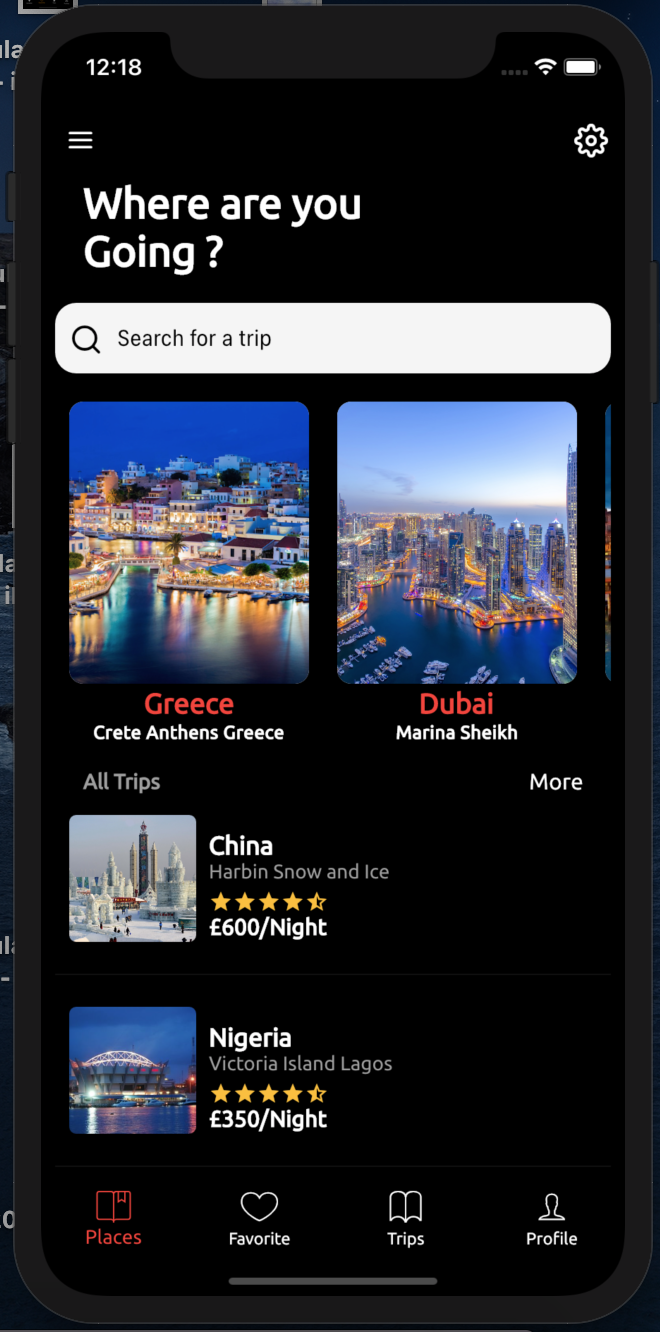 12:18
Where are you
Going ?
Search for a trip
Greece
Crete Anthens Greece
Dubai
Marina Sheikh
All Trips
More
China
Harbin Snow and Ice
£600/Night
Nigeria
Victoria Island Lagos
£350/Night
Places
Favorite
Trips
Profile